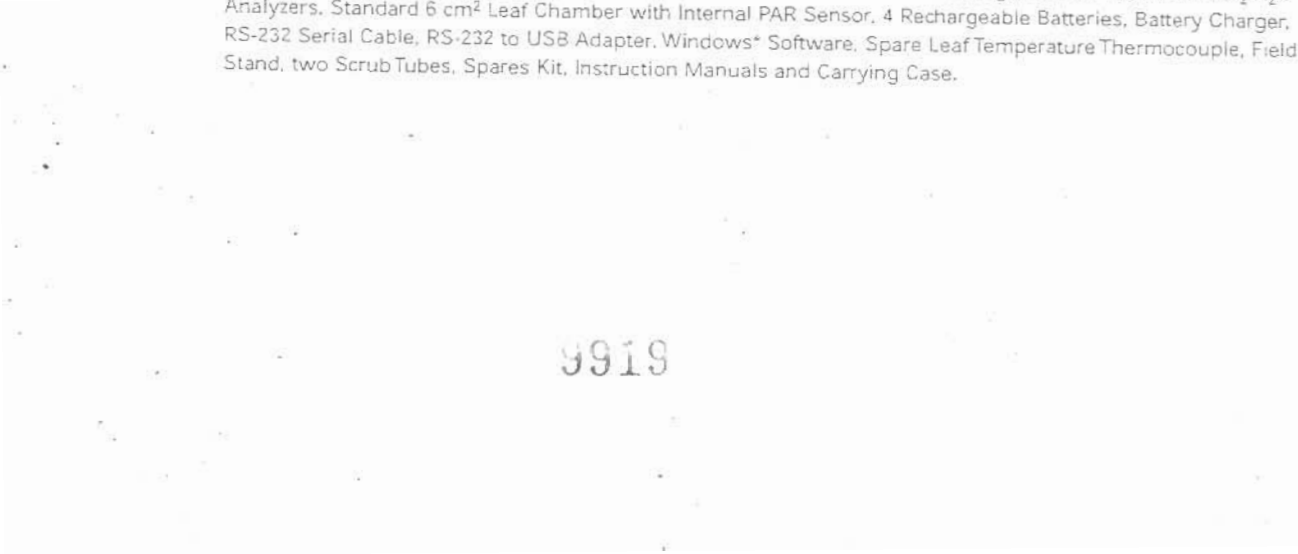 Analyzers. Standard 6 cm² Leaf Chamber with Internal PAR Sensor, 4 Rechargeable Batteries, Battery Charger,
RS-232 Serial Cable, RS-232 to USB Adapter. Windows* Software, Spare Leaf Temperature Thermocouple, Field
Stand, two Scrub Tubes, Spares Kit, Instruction Manuals and Carrying Case.
9919